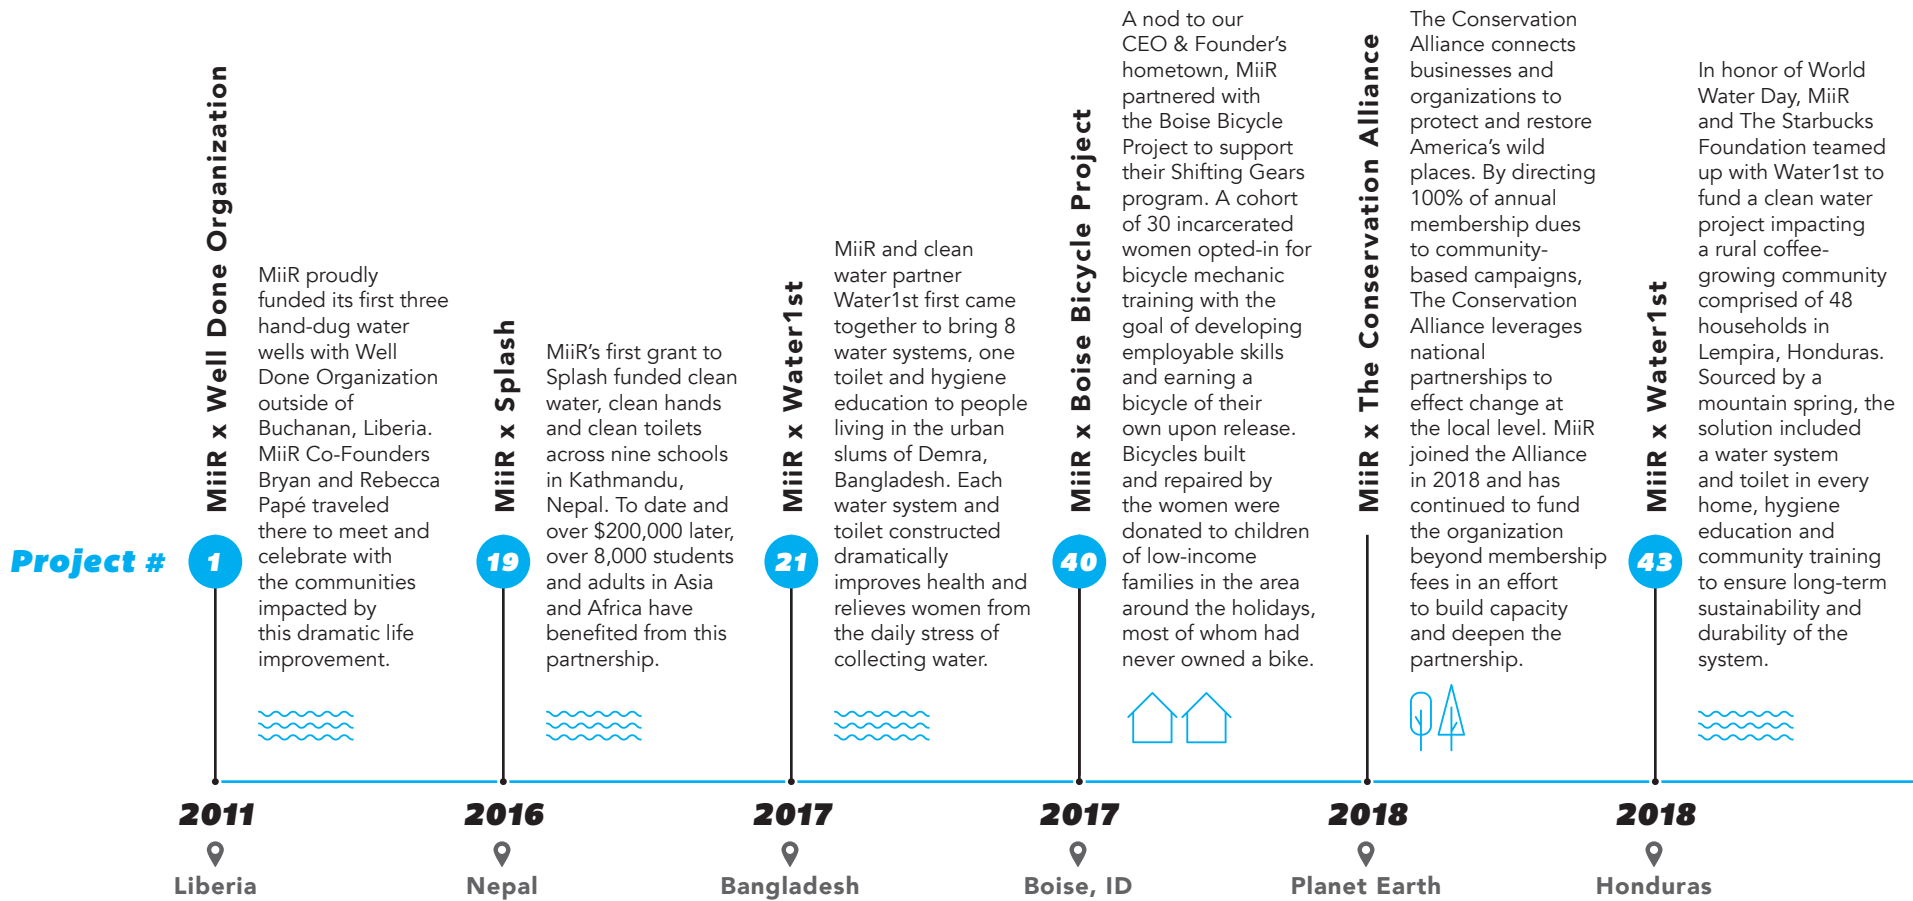 Project #
MiiR x Well Done Organization
1
MiiR proudly
funded its first three
hand-dug water
wells with Well
Done Organization
outside of
Buchanan, Liberia.
MiiR Co-Founders
Bryan and Rebecca
Papé traveled
there to meet and
celebrate with
the communities
impacted by
this dramatic life
improvement.
2011
Liberia
MiiR x Splash
19
MiiR’s first grant to
Splash funded clean
water, clean hands
and clean toilets
across nine schools
in Kathmandu,
Nepal. To date and
over $200,000 later,
over 8,000 students
and adults in Asia
and Africa have
benefited from this
partnership.
2016
Nepal
MiiR x Water1st
21
MiiR and clean
water partner
Water1st first came
together to bring 8
water systems, one
toilet and hygiene
education to people
living in the urban
slums of Demra,
Bangladesh. Each
water system and
toilet constructed
dramatically
improves health and
relieves women from
the daily stress of
collecting water.
2017
Bangladesh
MiiR x Boise Bicycle Project
40
A nod to our
CEO & Founder’s
hometown, MiiR
partnered with
the Boise Bicycle
Project to support
their Shifting Gears
program. A cohort
of 30 incarcerated
women opted-in for
bicycle mechanic
training with the
goal of developing
employable skills
and earning a
bicycle of their
own upon release.
Bicycles built
and repaired by
the women were
donated to children
of low-income
families in the area
around the holidays,
most of whom had
never owned a bike.
2017
Boise, ID
MiiR x The Conservation Alliance
The Conservation
Alliance connects
businesses and
organizations to
protect and restore
America’s wild
places. By directing
100% of annual
membership dues
to community-
based campaigns,
The Conservation
Alliance leverages
national
partnerships to
effect change at
the local level. MiiR
joined the Alliance
in 2018 and has
continued to fund
the organization
beyond membership
fees in an effort
to build capacity
and deepen the
partnership.
2018
Planet Earth
MiiR x Water1st
43
In honor of World
Water Day, MiiR
and The Starbucks
Foundation teamed
up with Water1st to
fund a clean water
project impacting
a rural coffee-
growing community
comprised of 48
households in
Lempira, Honduras.
Sourced by a
mountain spring, the
solution included
a water system
and toilet in every
home, hygiene
education and
community training
to ensure long-term
sustainability and
durability of the
system.
2018
Honduras